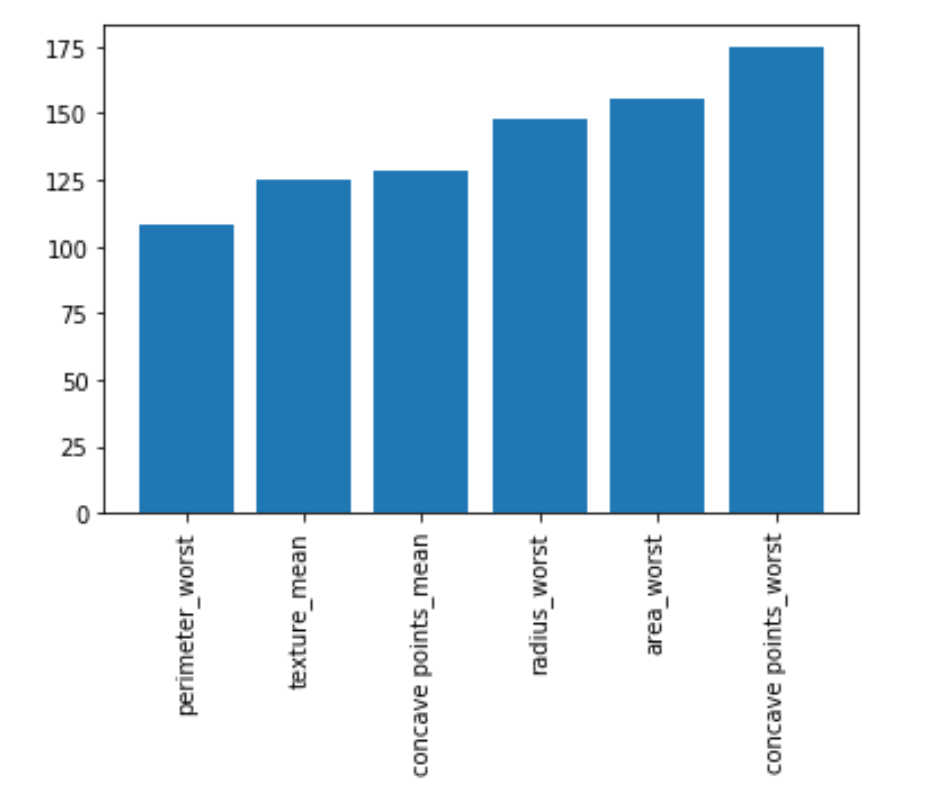 175
150
125
100
75
50
25
0
perimeter_worst
texture_mean
concave points_mean
radius_worst
area_worst
concave points_worst